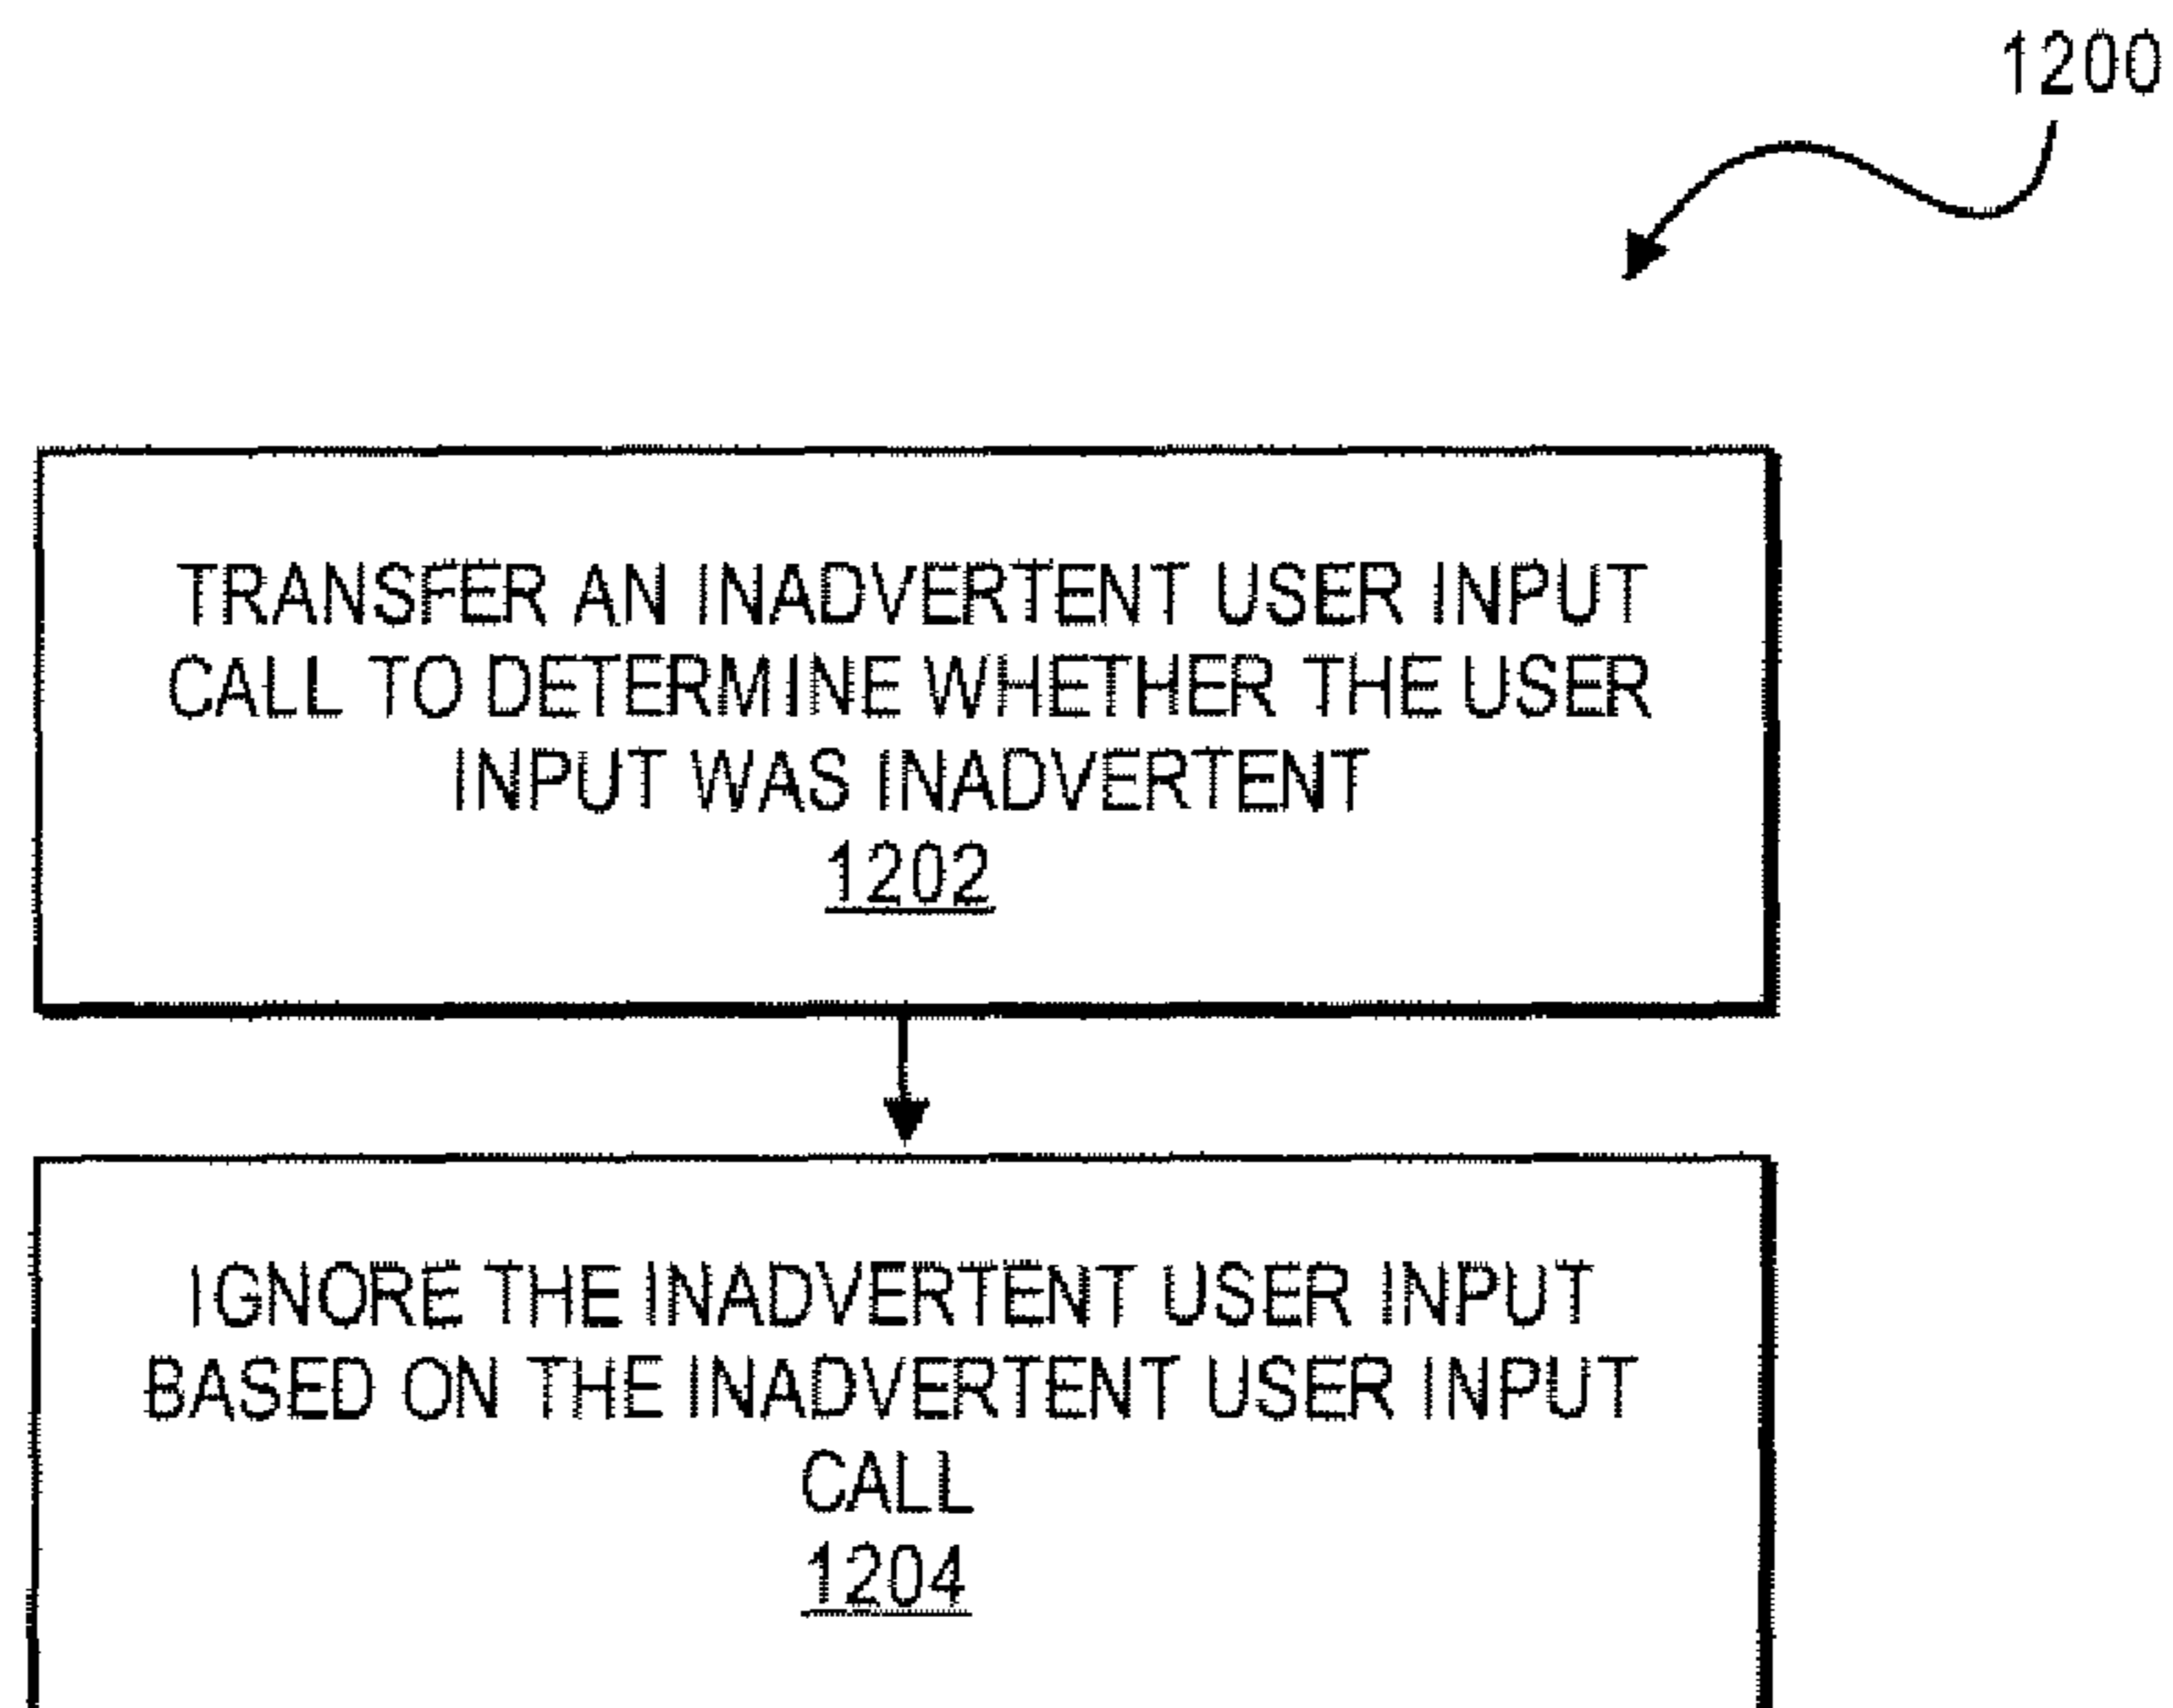 1200
TRANSFER AN INADVERTENT USER INPUT
CALL TO DETERMINE WHETHER THE USER
INPUT WAS INADVERTENT
1202
IGNORE THE INADVERTENT USER INPUT
BASED ON THE INADVERTENT USER INPUT
CALL
1204